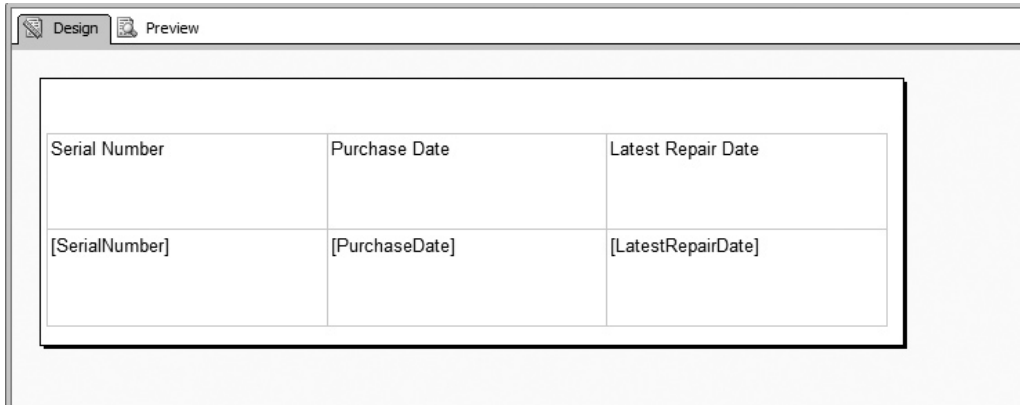 Design Preview
Serial Number Purchase Date Latest Repair Date
[SerialNumber] [PurchaseDate] [LatestRepairDate]